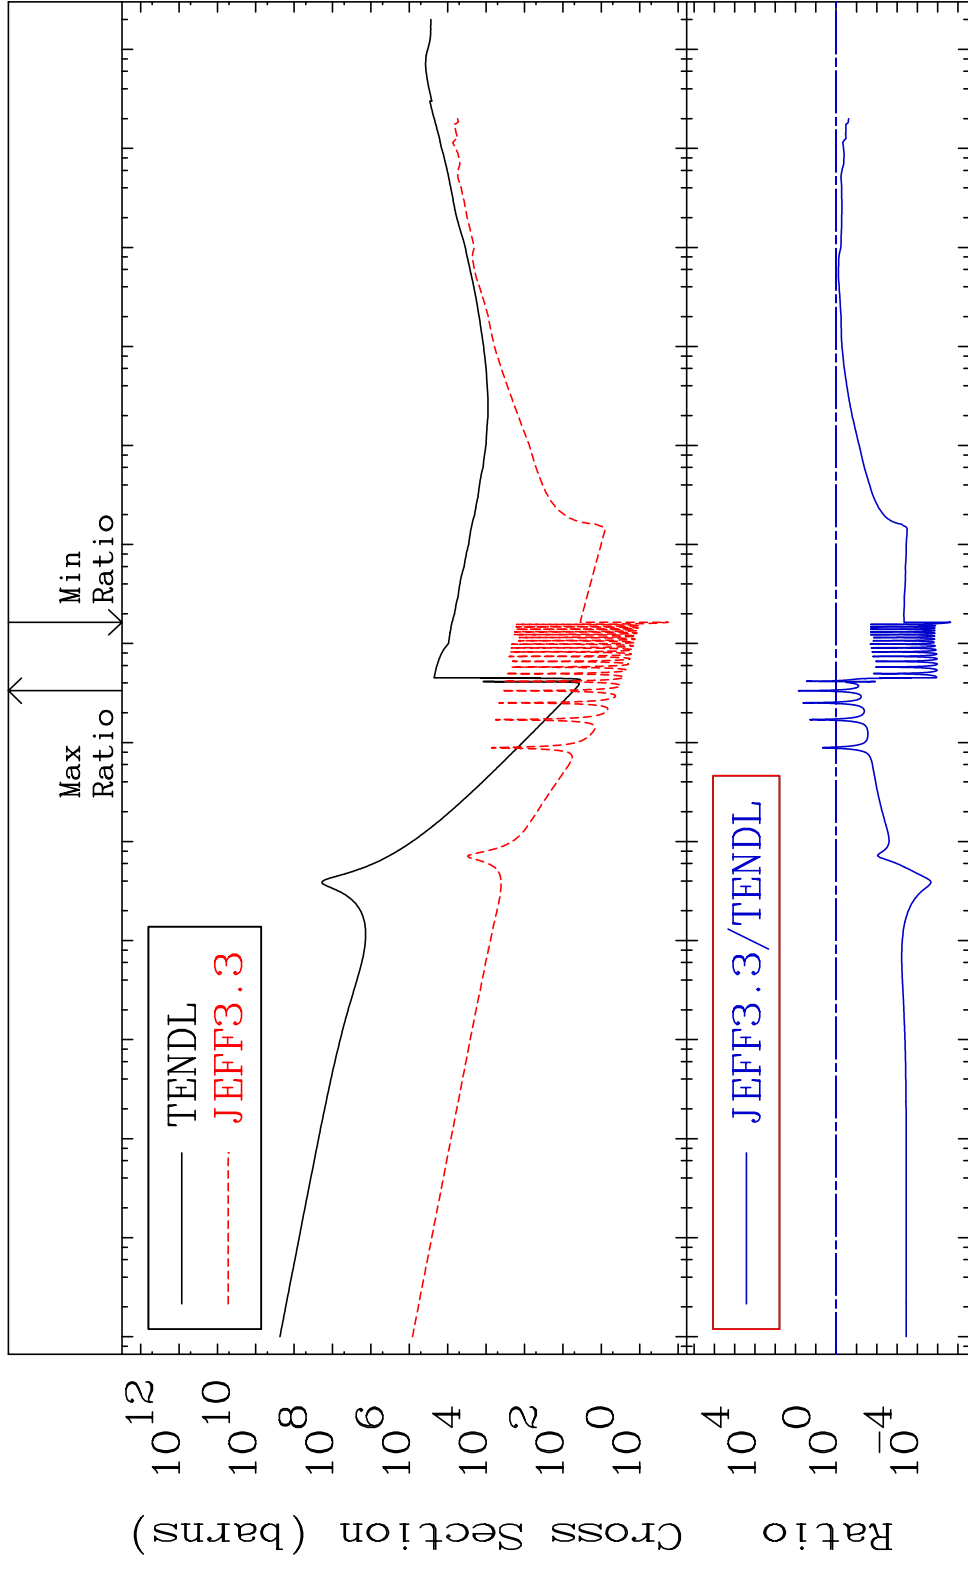 Max
Ratio
Min
Ratio
TENDL
JEFF3.3
10 12
10 10
10 8
10 6
10 4
10 2
10 0
Cross Section (barns)
JEFF3.3/TENDL
10 4
10 0
10 -4
Ratio